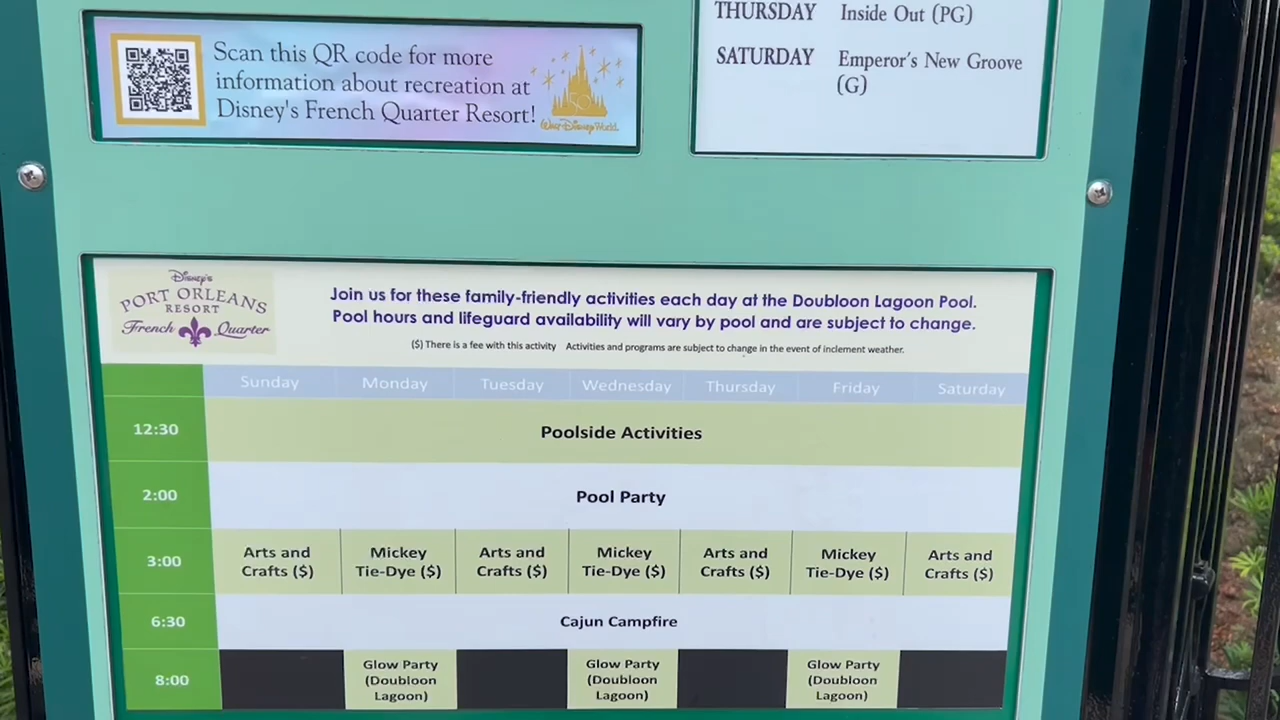 Scan this QR code for more
information about recreation at
Disney's French Quarter Resort!
50
Walt Disney World
THURSDAY Inside Out (PG)
SATURDAY Emperor's New Groove
(G)
Disney's
PORT ORLEANS
RESORT
French Quarter
Join us for these family-friendly activities each day at the Doubloon Lagoon Pool.
Pool hours and lifeguard availability will vary by pool and are subject to change.
($) There is a fee with this activity Activities and programs are subject to change in the event of inclement weather.
Sunday Monday Tuesday Wednesday Thursday Friday Saturday
12:30 Poolside Activities
2:00 Pool Party
3:00 Arts and Crafts ($) Mickey Tie-Dye ($) Arts and Crafts ($) Mickey Tie-Dye ($) Arts and Crafts ($) Mickey Tie-Dye ($) Arts and Crafts ($)
6:30 Cajun Campfire
8:00 Glow Party (Doubloon Lagoon) Glow Party (Doubloon Lagoon) Glow Party (Doubloon Lagoon)